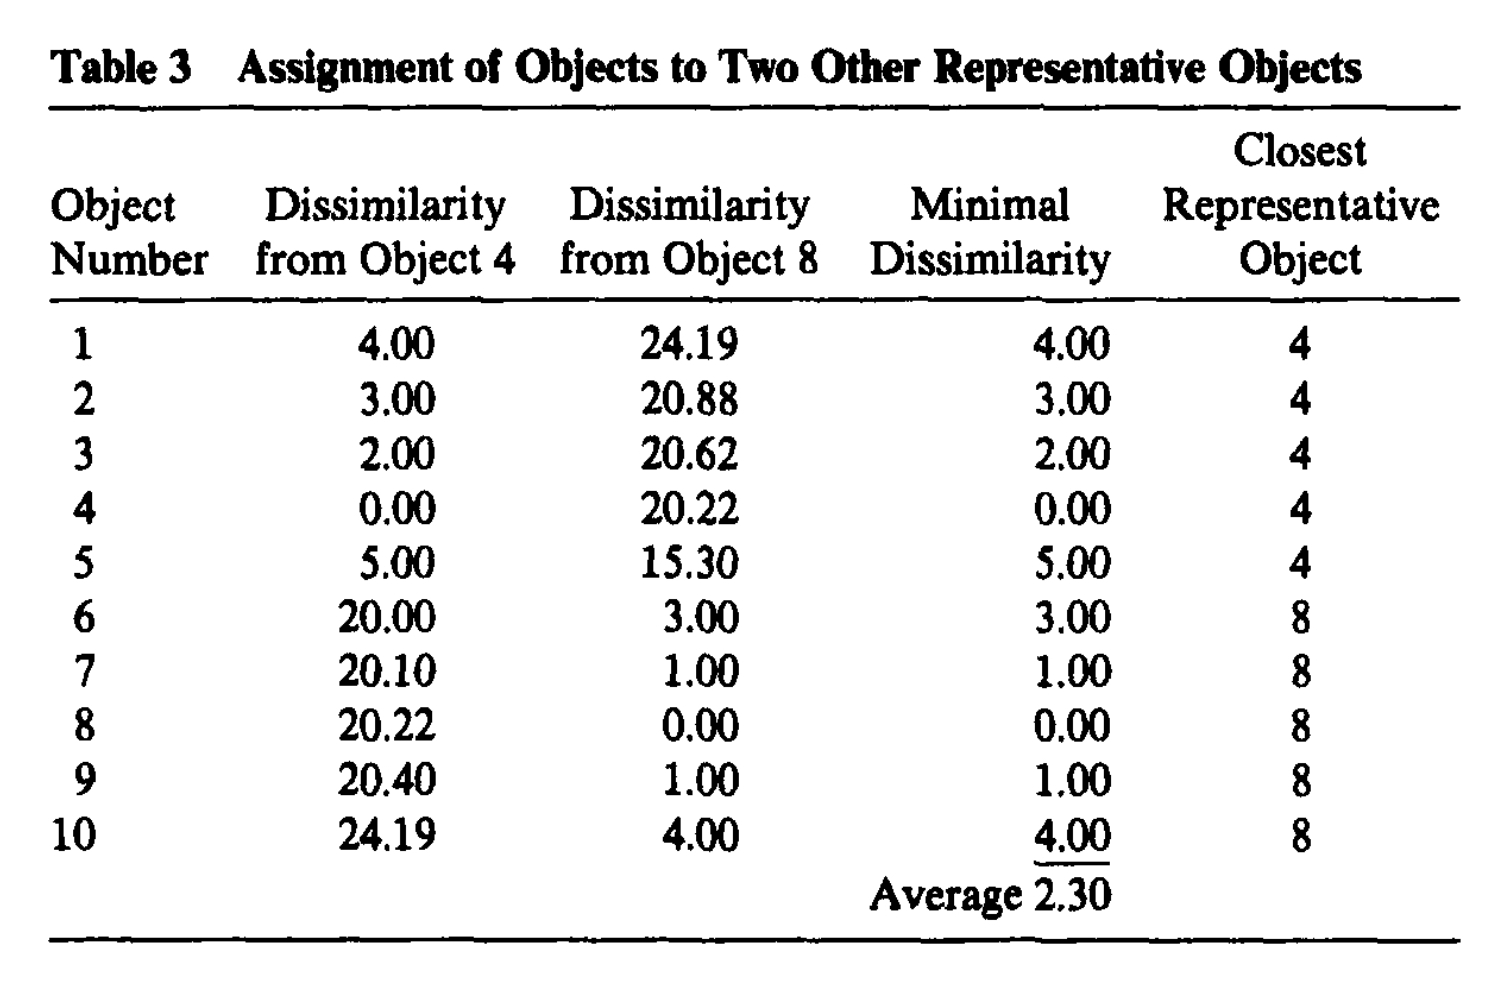 Table 3 Assignment of Objects to Two Other Representative Objects
Closest
Object Dissimilarity Dissimilarity Minimal Representative
Number from Object 4 from Object 8 Dissimilarity Object
1 4.00 24.19 4.00 4
2 3.00 20.88 3.00 4
3 2.00 20.62 2.00 4
4 0.00 20.22 0.00 4
5 5.00 15.30 5.00 4
6 20.00 3.00 3.00 8
7 20.10 1.00 1.00 8
8 20.22 0.00 0.00 8
9 20.40 1.00 1.00 8
10 24.19 4.00 4.00 8
Average 2.30